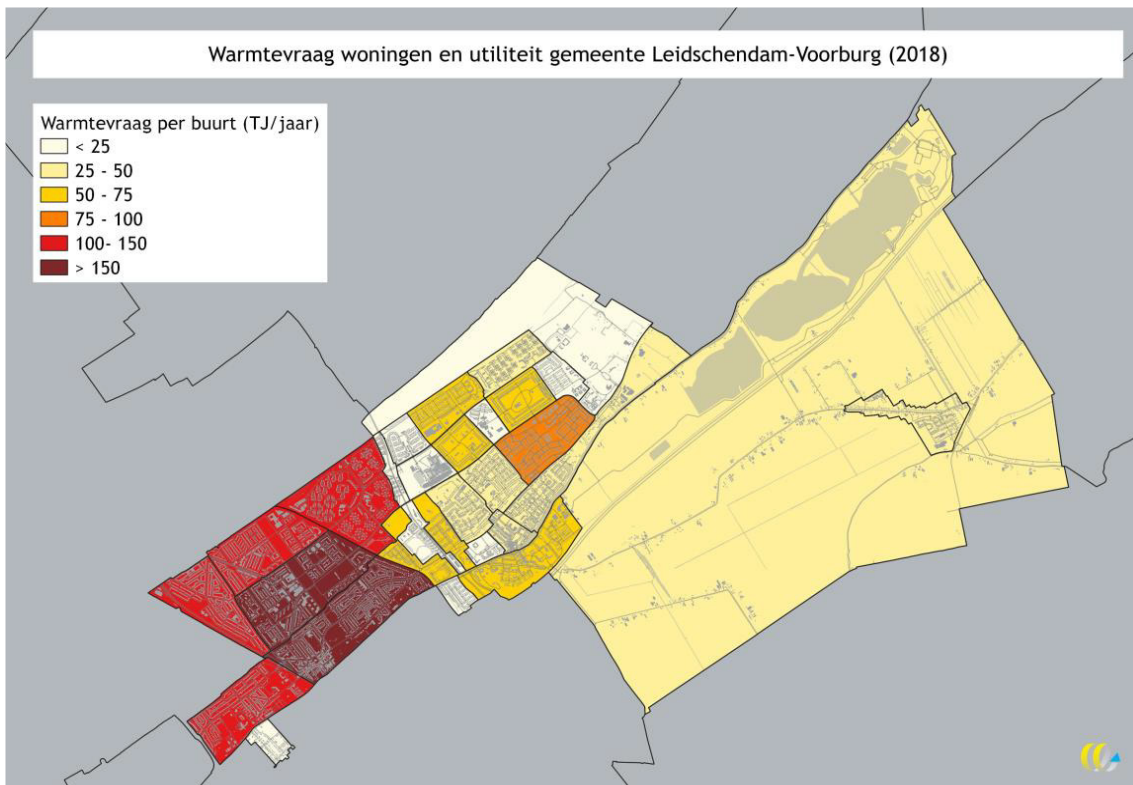 Warmtevraag woningen en utiliteit gemeente Leidschendam-Voorburg (2018)
Warmtevraag per buurt (TJ/jaar)
< 25
25 - 50
50 - 75
75 - 100
100- 150
> 150